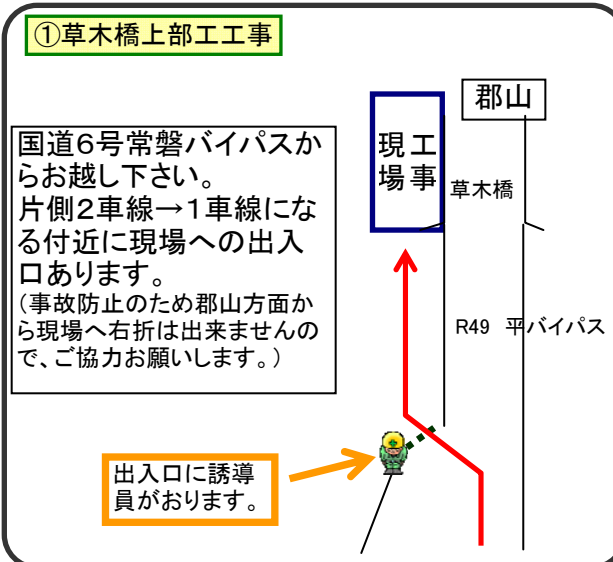 ①草木橋上部工工事
国道6号常磐バイパスか
らお越し下さい。
片側2車線→1車線にな
る付近に現場への出入
口あります。
(事故防止のため郡山方面か
ら現場へ右折は出来ませんの
で、ご協力お願いします。)
工事
現場
郡山
草木橋
R49 平バイパス
出入口に誘導
員がおります。